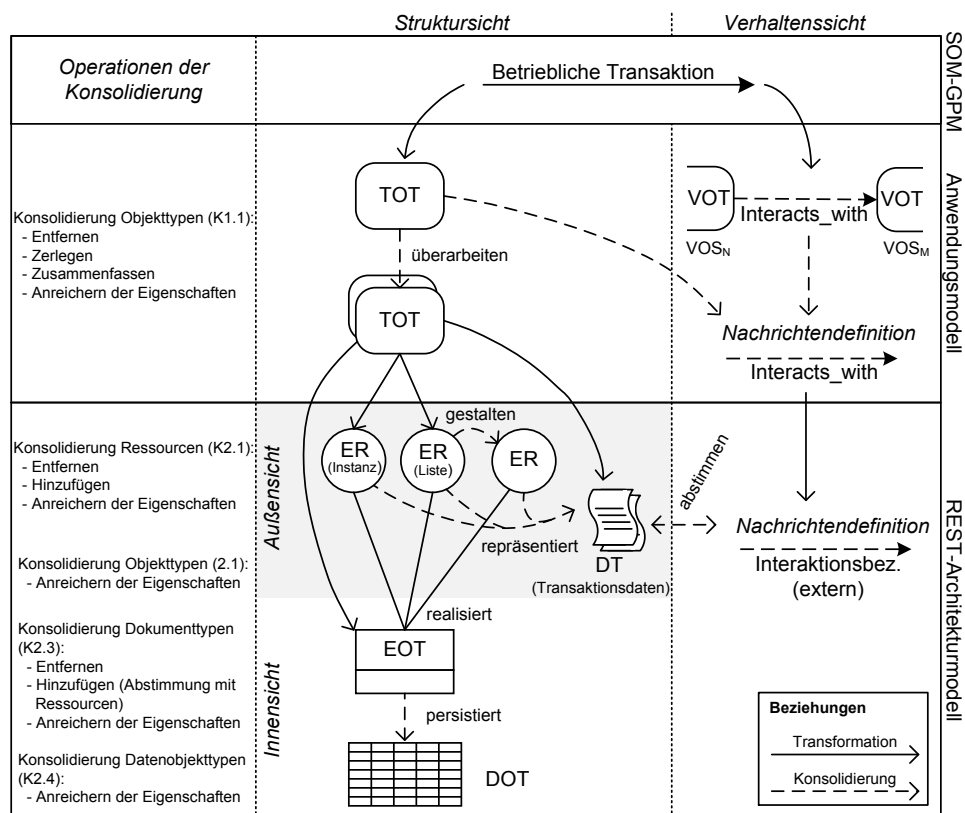 Struktursicht
Verhaltenssicht
Operationen der
Konsolidierung
Betriebliche Transaktion
SOM-GPM
Konsolidierung Objekttypen (K1.1):
- Entfernen
- Zerlegen
- Zusammenfassen
- Anreichern der Eigenschaften
TOT
überarbeiten
TOT
VOT
VOT
Interacts_with
VOSN
VOSM
Nachrichtendefinition
Interacts_with
Anwendungsmodell
Konsolidierung Ressourcen (K2.1):
- Entfernen
- Hinzufügen
- Anreichern der Eigenschaften
Konsolidierung Objekttypen (2.1):
- Anreichern der Eigenschaften
Konsolidierung Dokumenttypen
(K2.3):
- Entfernen
- Hinzufügen (Abstimmung mit
Ressourcen)
- Anreichern der Eigenschaften
Konsolidierung Datenobjekttypen
(K2.4):
- Anreichern der Eigenschaften
Außensicht
gestalten
ER
(Instanz)
ER
(Liste)
ER
repräsentiert
DT
(Transaktionsdaten)
abstimmen
Nachrichtendefinition
Interaktionsbez.
(extern)
Innensicht
realisiert
EOT
persistiert
DOT
Beziehungen
Transformation
Konsolidierung
REST-Architekturmodell